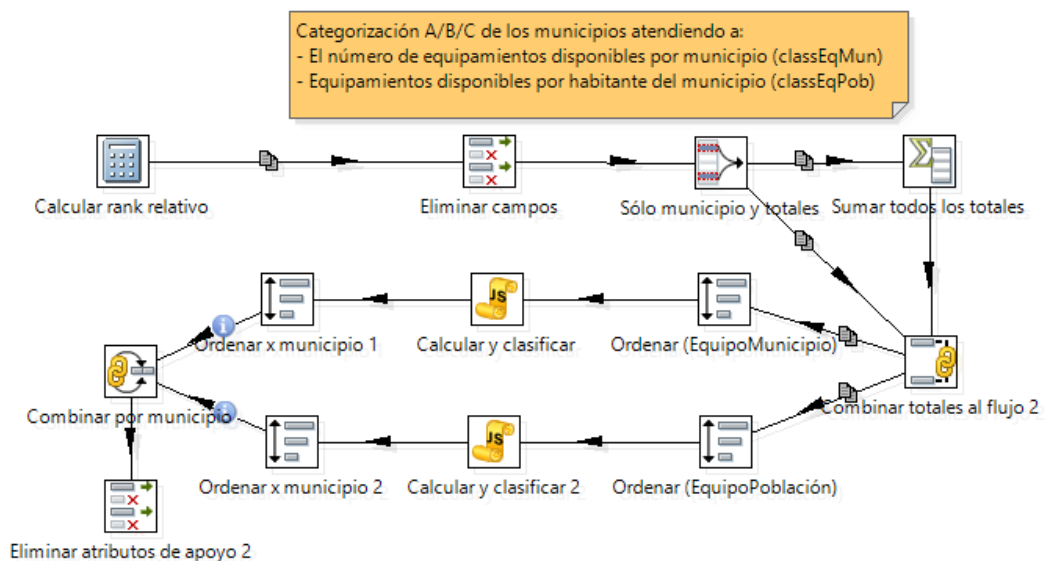 Categorización A/B/C de los municipios atendiendo a:
- El número de equipamientos disponibles por municipio (classEqMun)
- Equipamientos disponibles por habitante del municipio (classEqPob)
Calcular rank relativo
Eliminar campos
Sólo municipio y totales
Sumar todos los totales
Ordenar x municipio 1
Calcular y clasificar
Ordenar (EquipoMunicipio)
Combinar por municipio
Combinar totales al flujo 2
Ordenar x municipio 2
Calcular y clasificar 2
Ordenar (EquipoPoblación)
Eliminar atributos de apoyo 2